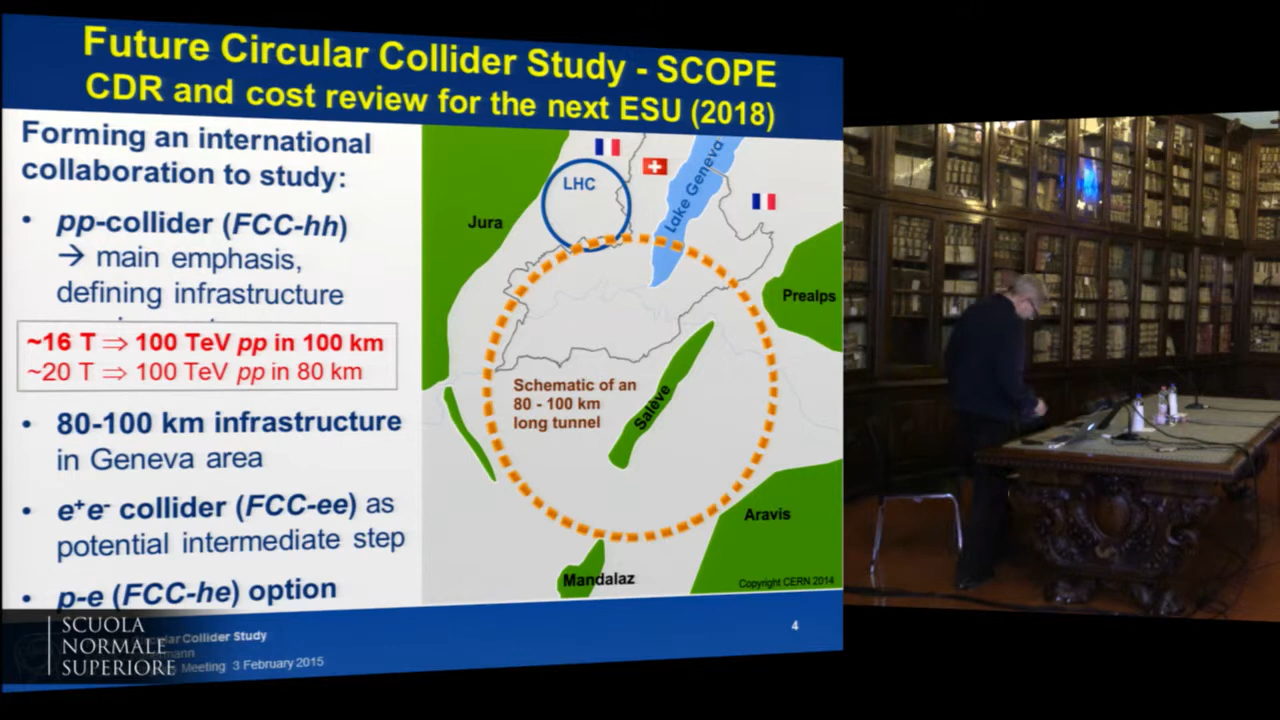 Future Circular Collider Study - SCOPE
CDR and cost review for the next ESU (2018)
Forming an international
collaboration to study:
• pp-collider (FCC-hh)
→ main emphasis,
defining infrastructure
~16 T ⇒ 100 TeV pp in 100 km
~20 T ⇒ 100 TeV pp in 80 km
• 80-100 km infrastructure
in Geneva area
• e+e- collider (FCC-ee) as
potential intermediate step
• p-e (FCC-he) option
LHC
Lake Geneva
Jura
Prealps
Schematic of an
80 - 100 km
long tunnel
Salève
Aravis
Mandalaz
Copyright CERN 2014
Circular Collider Study
Meeting 3 February 2015
4
SCUOLA
NORMALE
SUPERIORE